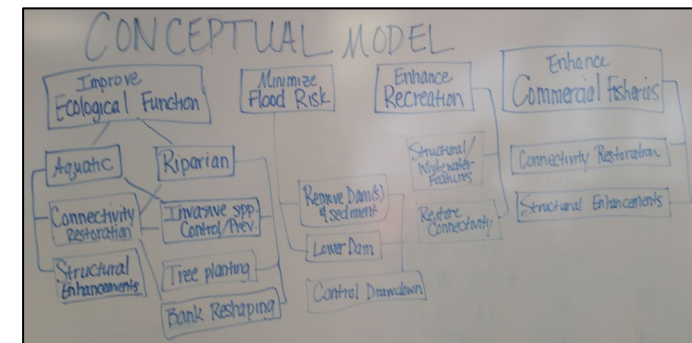 CONCEPTUAL MODEL
Improve
Ecological Function
Aquatic
Riparian
Connectivity
Restoration
Structural
Enhancements
Invasive spp.
Control/Prev.
Tree planting
Bank Reshaping
Minimize
Flood Risk
Remove Dam(s)
& sediment
Lower Dam
Control Drawdown
Enhance
Recreation
Structural/
Features
Restore
Connectivity
Enhance
Commercial Fisheries
Connectivity Restoration
Structural Enhancements